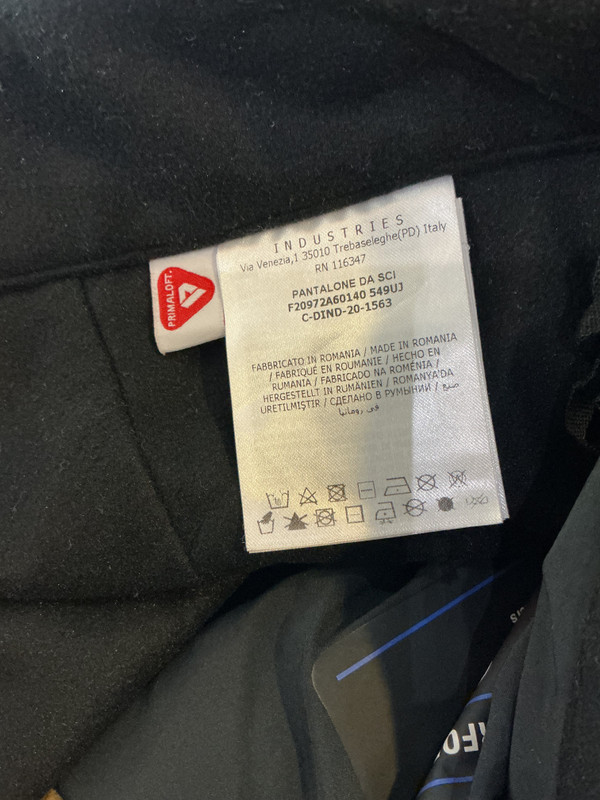 INDUSTRIES
Via Venezia,1 35010 Trebaseleghe(PD) Italy
RN 116347
PANTALONE DA SCI
F20972A60140 549UJ
C-DIND-20-1563
FABBRICATO IN ROMANIA / MADE IN ROMANIA
/ FABRIQUÉ EN ROUMANIE / HECHO EN
RUMANIA / FABRICADO NA ROMÉNIA /
HERGESTELLT IN RUMÄNIEN / ROMANYA'DA
ÜRETILMIŞTIR / СДЕЛАНО В РУМЫНИИ / صنع
في رومانيا
PRIMALOFT.